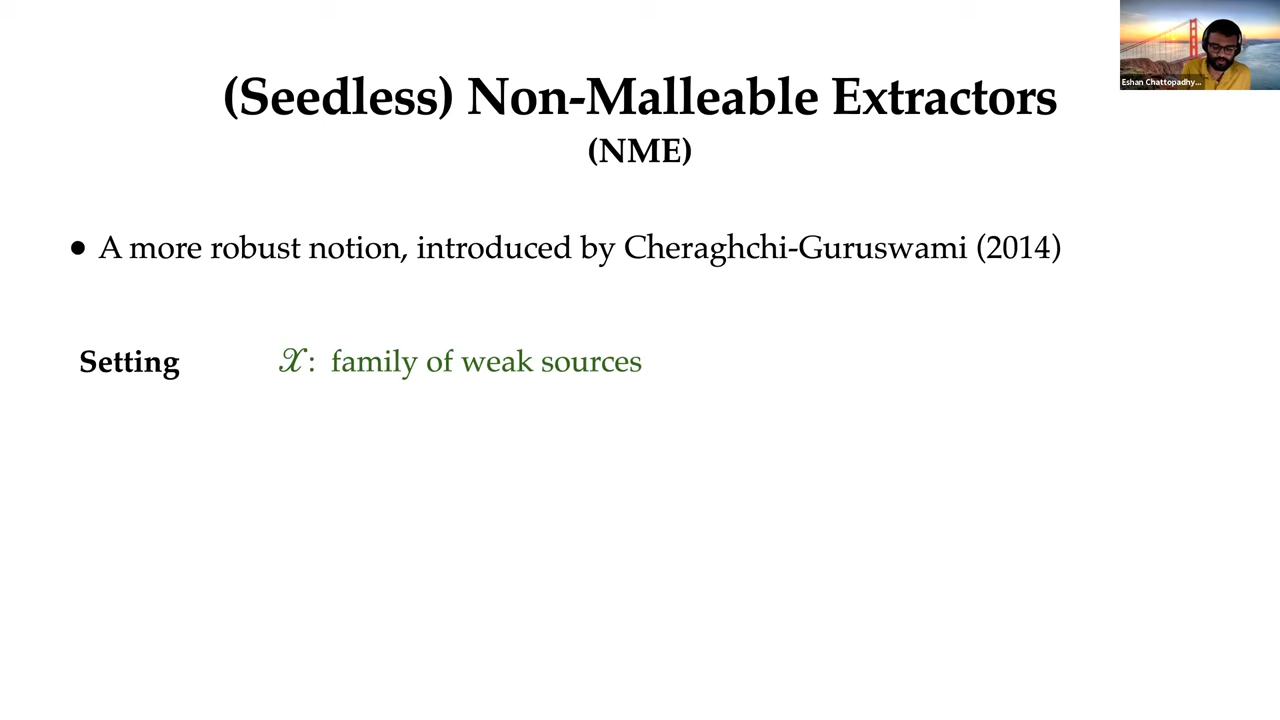 Eshan Chattopadhy...
(Seedless) Non-Malleable Extractors
(NME)
• A more robust notion, introduced by Cheraghchi-Guruswami (2014)
Setting 𝒳 : family of weak sources